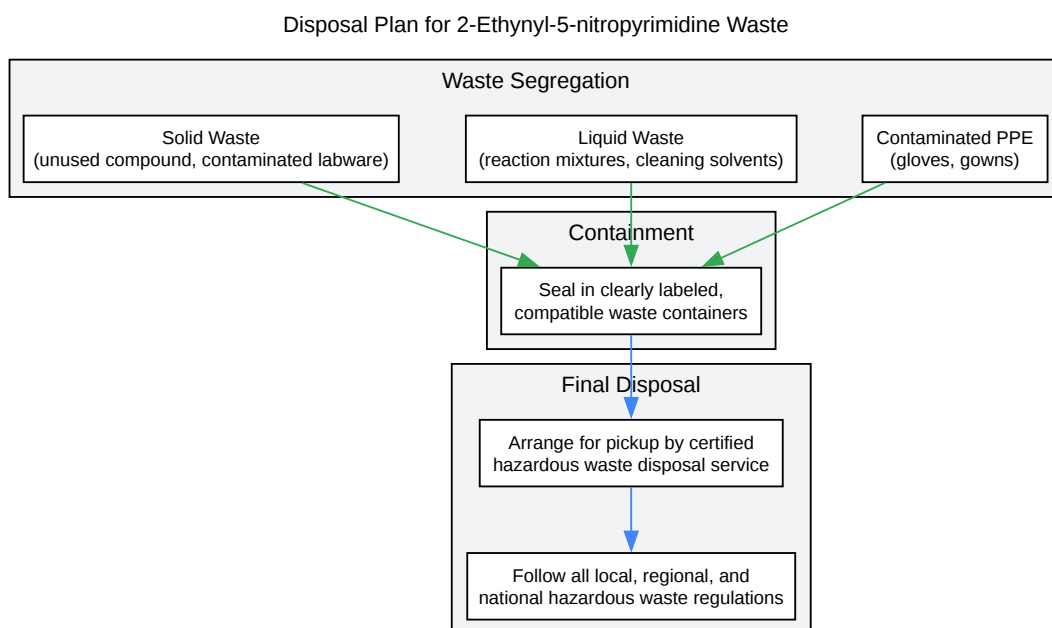 Disposal Plan for 2-Ethynyl-5-nitropyrimidine Waste
Waste Segregation
Solid Waste
(unused compound, contaminated labware)
Liquid Waste
(reaction mixtures, cleaning solvents)
Contaminated PPE
(gloves, gowns)
Containment
Seal in clearly labeled,
compatible waste containers
Final Disposal
Arrange for pickup by certified
hazardous waste disposal service
Follow all local, regional, and
national hazardous waste regulations